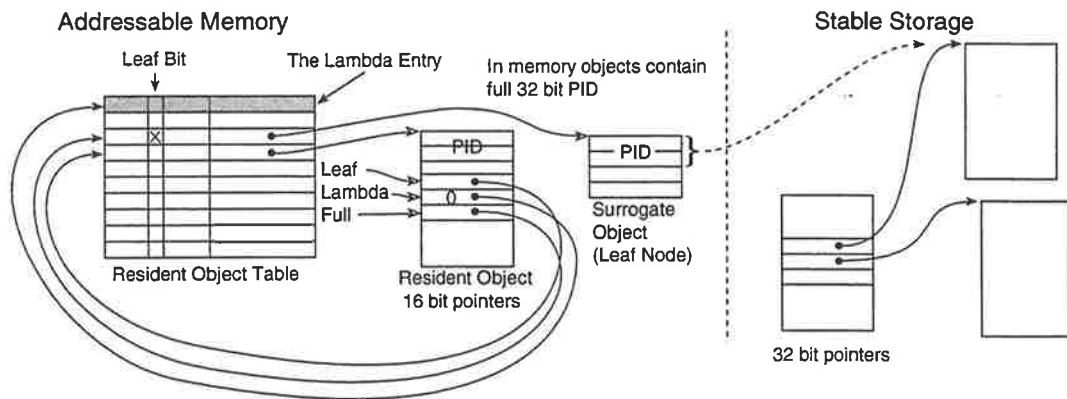 Addressable Memory
Stable Storage
Leaf Bit
The Lambda Entry
In memory objects contain
full 32 bit PID
PID
PID
Leaf
Lambda
Full
0
Surrogate
Object
(Leaf Node)
Resident Object Table
Resident Object
16 bit pointers
32 bit pointers